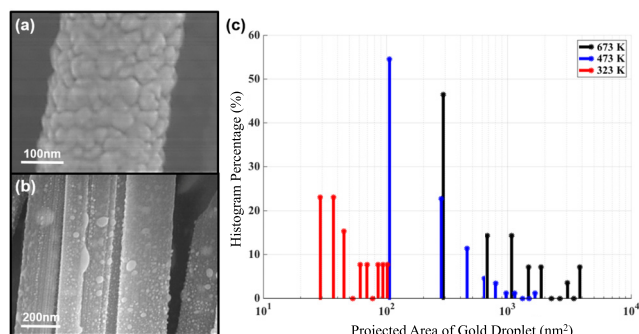 (a)
100nm
(b)
200nm
(c)
Histogram Percentage (%)
60
50
40
30
20
10
0
10¹
10²
10³
10⁴
673 K
473 K
323 K
Projected Area of Gold Droplet (nm²)